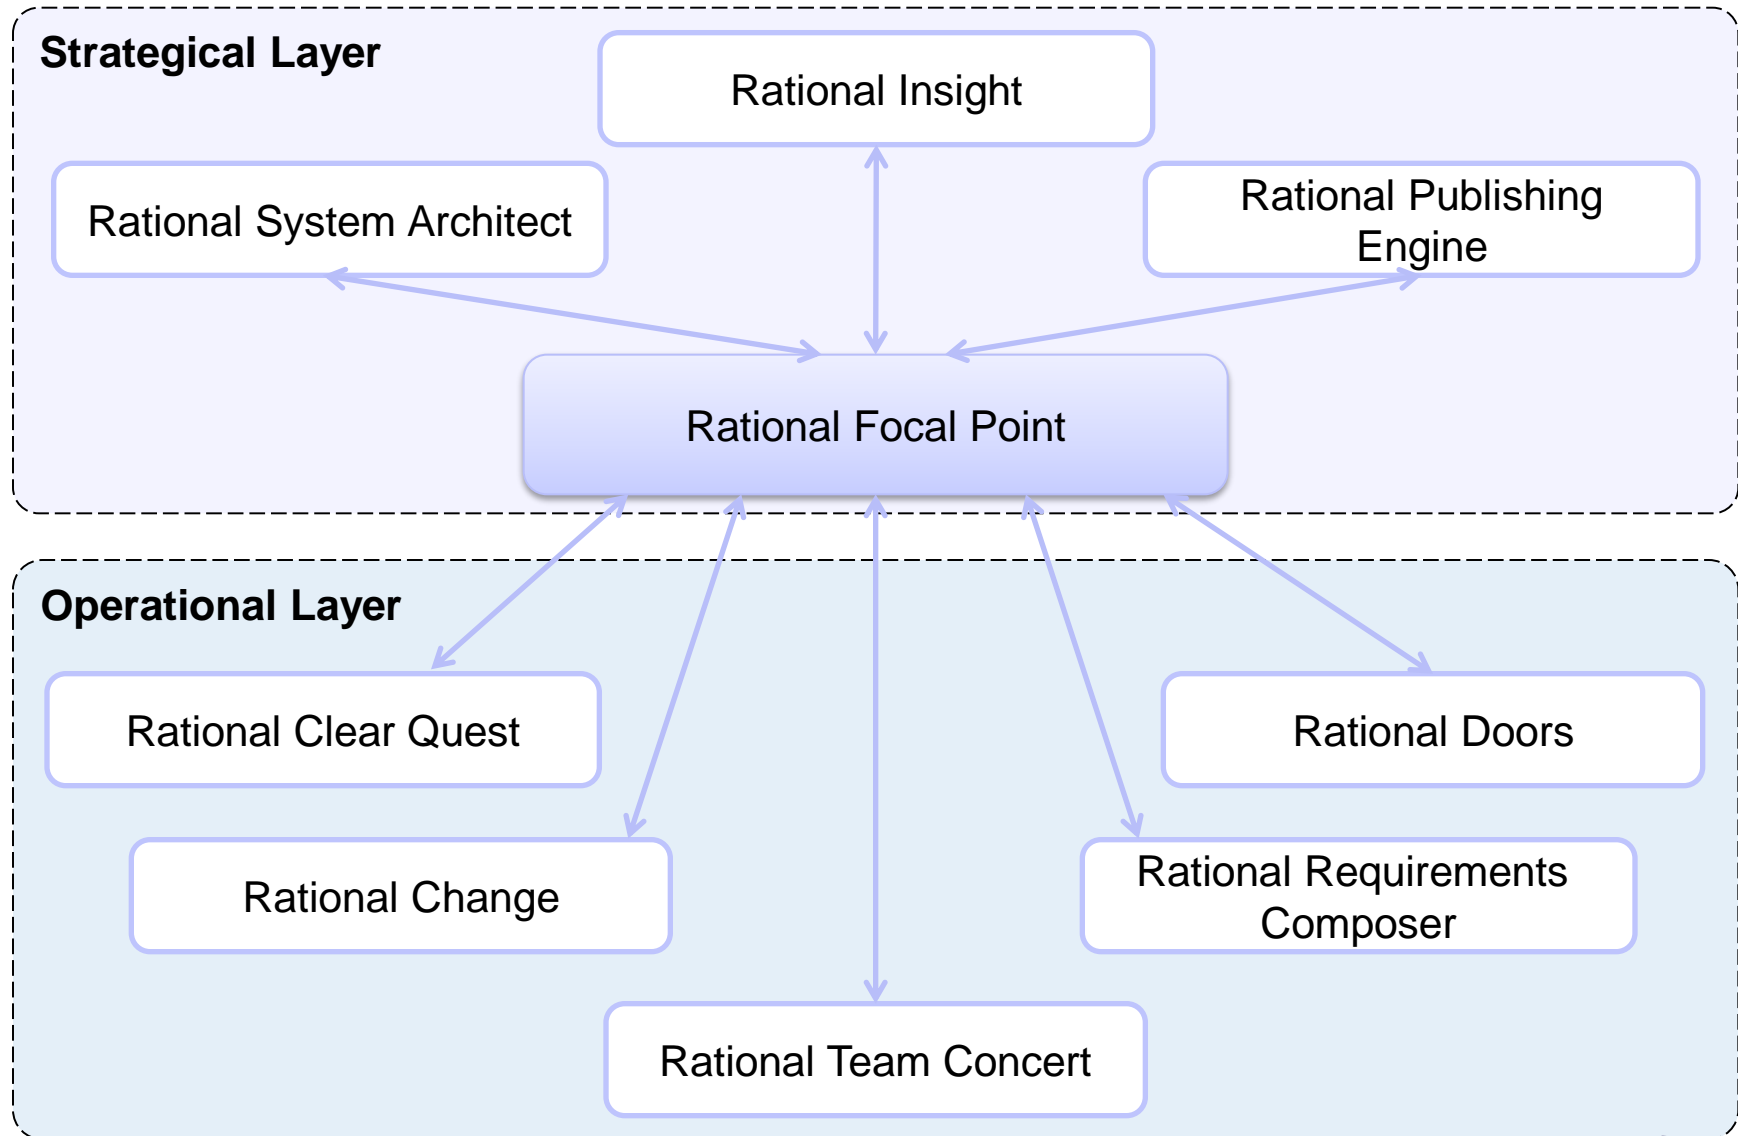 Strategical Layer
Rational Insight
Rational System Architect
Rational Publishing
Engine
Rational Focal Point
Operational Layer
Rational Clear Quest
Rational Doors
Rational Change
Rational Requirements
Composer
Rational Team Concert